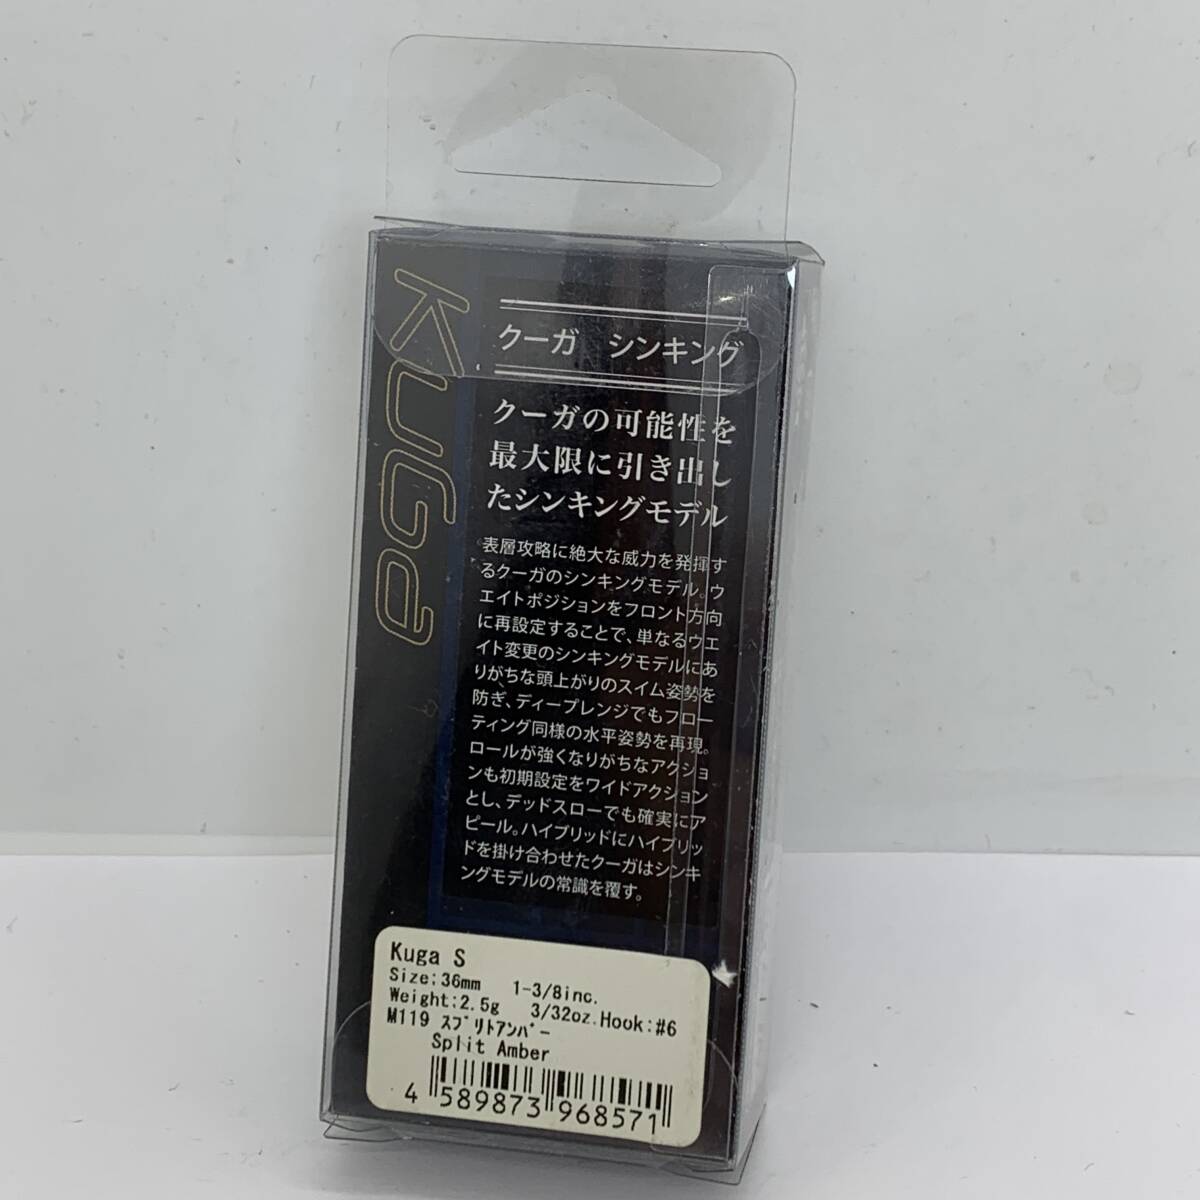 KuGa
クーガ シンキング
クーガの可能性を
最大限に引き出し
たシンキングモデル
表層攻略に絶大な威力を発揮す
るクーガのシンキングモデル。ウ
エイトポジションをフロント方向
に再設定することで、単なるウエ
イト変更のシンキングモデルにあ
りがちな頭上がりのスイム姿勢を
防ぎ、ディープレンジでもフロー
ティング同様の水平姿勢を再現。
ロールが強くなりがちなアクショ
ンも初期設定をワイドアクション
とし、デッドスローでも確実にア
ピール。ハイブリッドにハイブリッ
ドを掛け合わせたクーガはシンキ
ングモデルの常識を覆す。
Kuga S
Size:36mm 1-3/8inc.
Weight:2.5g 3/32oz.Hook:#6
M119 ｽﾌﾟﾘﾄｱﾝﾊﾞｰ
Split Amber
4 589873 968571